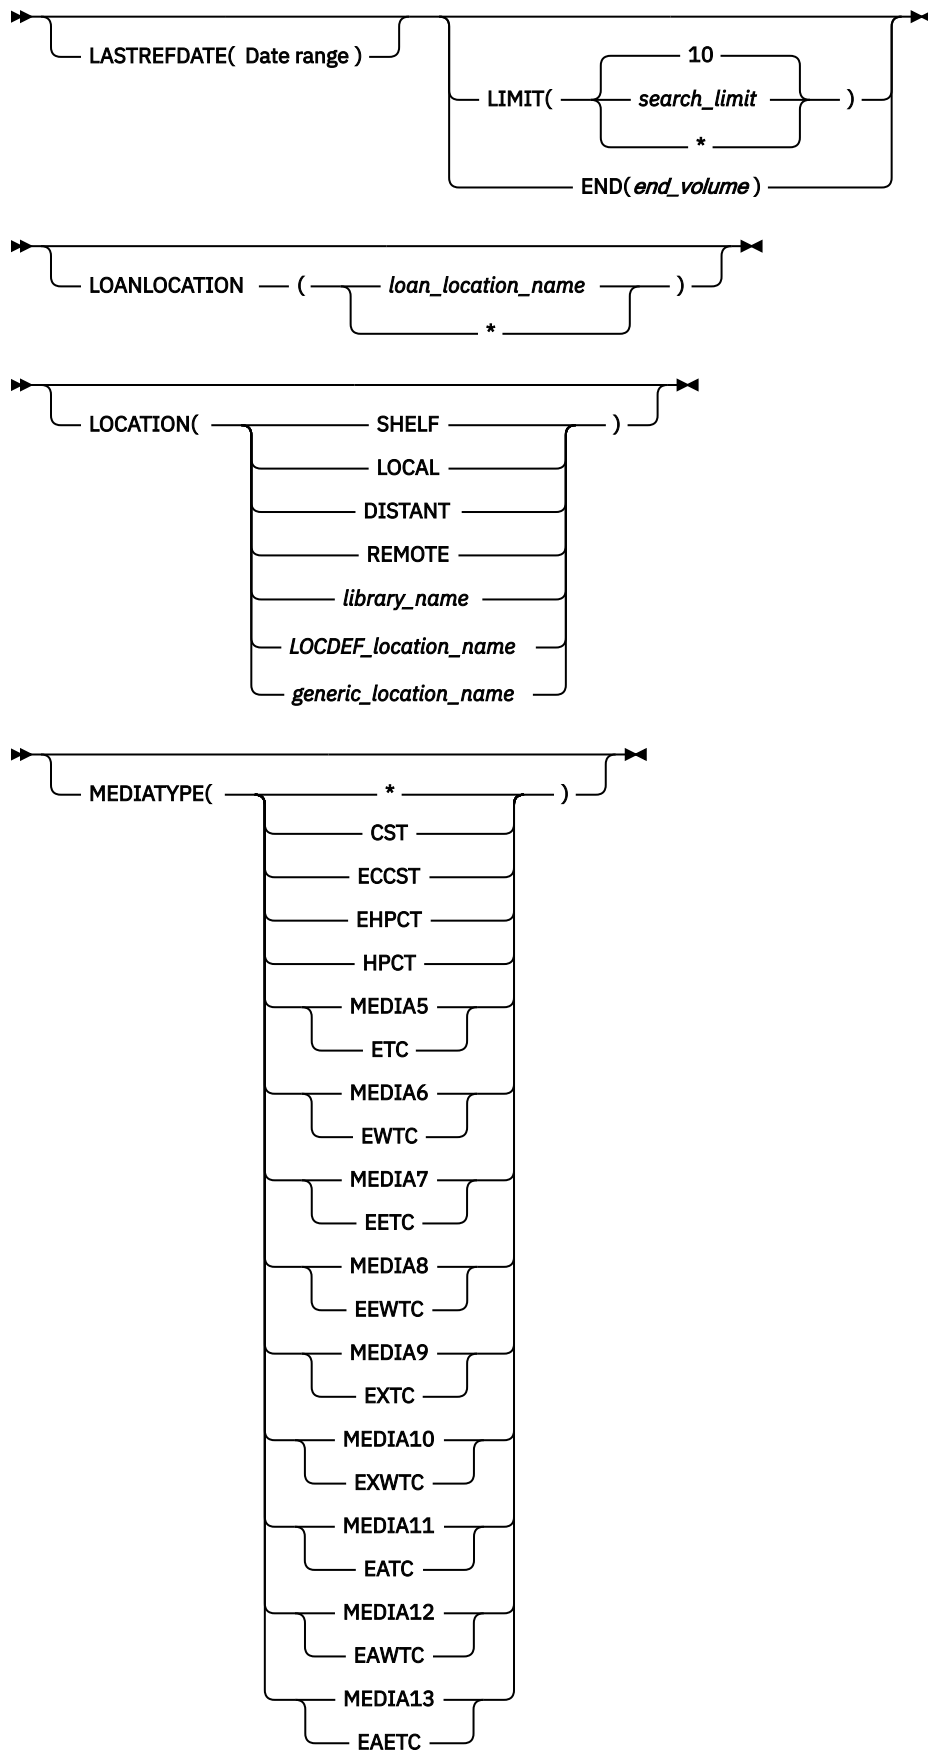 LASTREFDATE( Date range )
10
LIMIT( search_limit )
*
END( end_volume )
LOANLOCATION ( loan_location_name )
*
LOCATION( SHELF )
LOCAL
DISTANT
REMOTE
library_name
LOCDEF_location_name
generic_location_name
MEDIATYPE( * )
CST
ECCST
EHPCT
HPCT
MEDIA5
ETC
MEDIA6
EWTC
MEDIA7
EETC
MEDIA8
EEWTC
MEDIA9
EXTC
MEDIA10
EXWTC
MEDIA11
EATC
MEDIA12
EAWTC
MEDIA13
EAETC